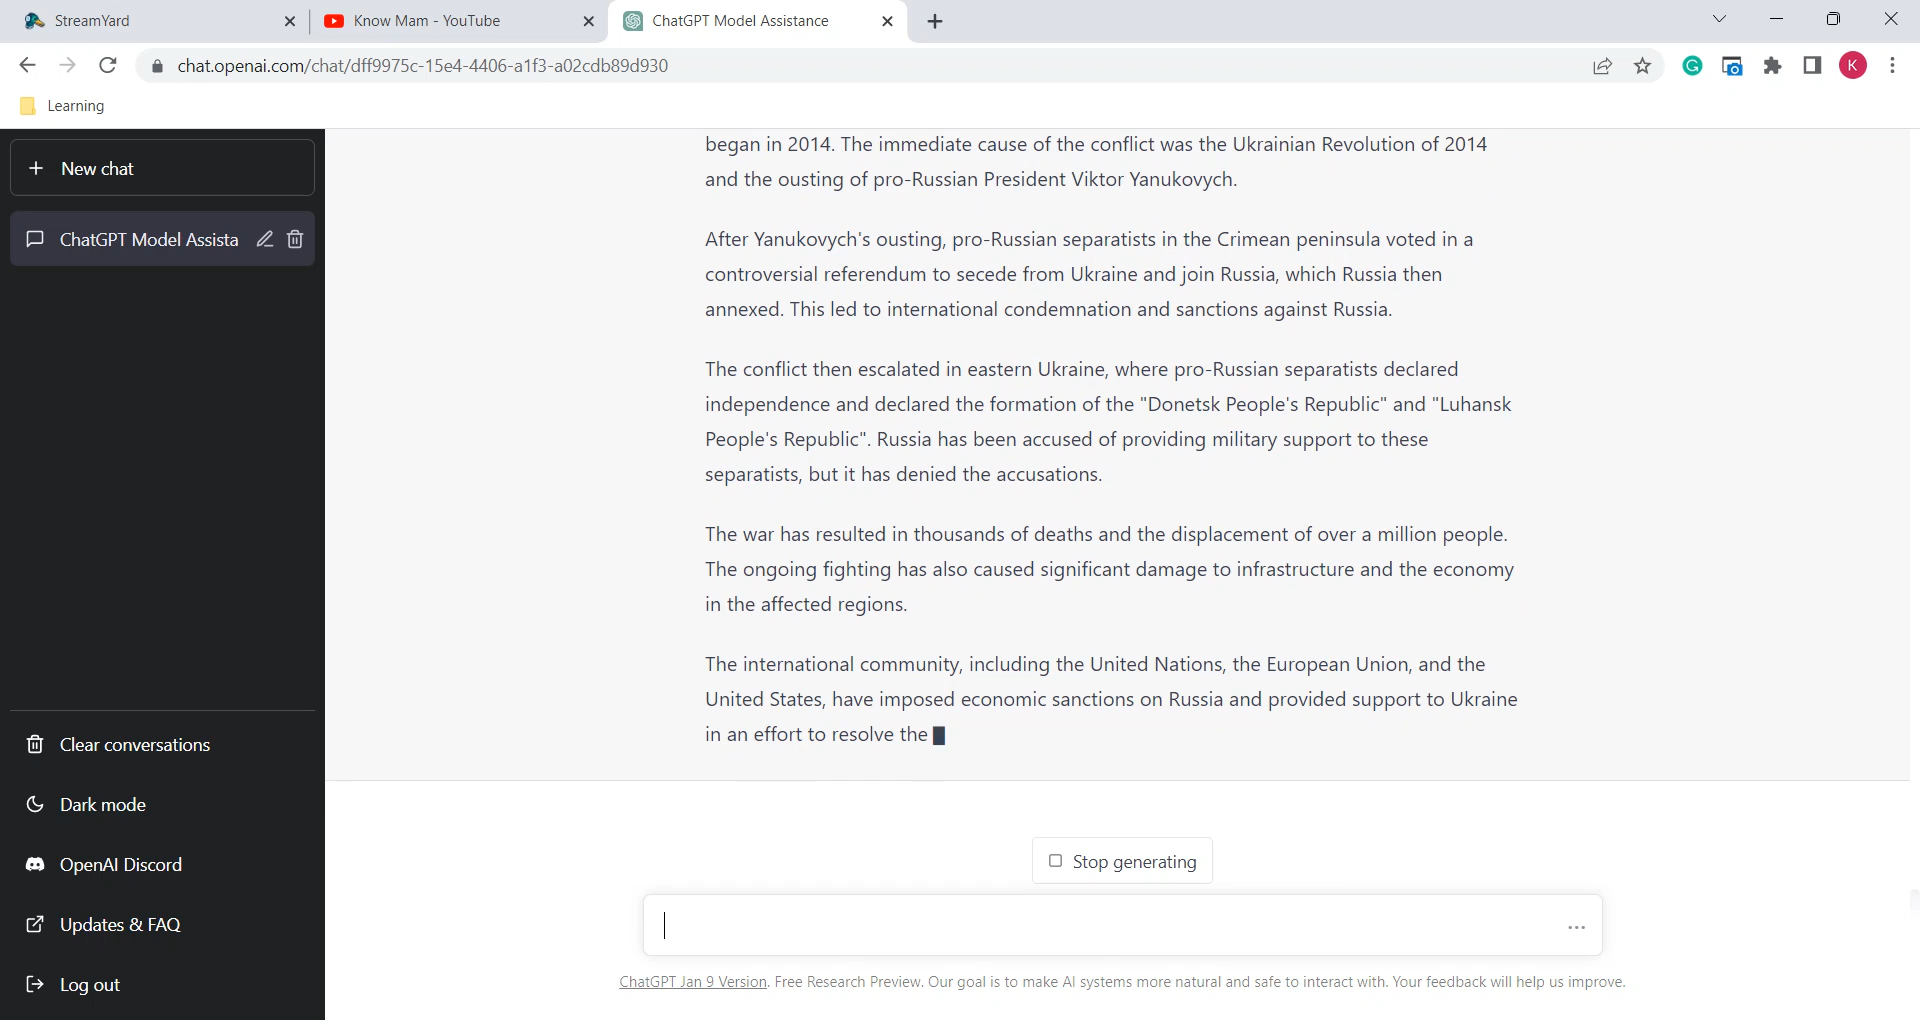 StreamYard
Know Mam - YouTube
ChatGPT Model Assistance
chat.openai.com/chat/dff9975c-15e4-4406-a1f3-a02cdb89d930
K
Learning
New chat
ChatGPT Model Assista
began in 2014. The immediate cause of the conflict was the Ukrainian Revolution of 2014
and the ousting of pro-Russian President Viktor Yanukovych.
After Yanukovych's ousting, pro-Russian separatists in the Crimean peninsula voted in a
controversial referendum to secede from Ukraine and join Russia, which Russia then
annexed. This led to international condemnation and sanctions against Russia.
The conflict then escalated in eastern Ukraine, where pro-Russian separatists declared
independence and declared the formation of the "Donetsk People's Republic" and "Luhansk
People's Republic". Russia has been accused of providing military support to these
separatists, but it has denied the accusations.
The war has resulted in thousands of deaths and the displacement of over a million people.
The ongoing fighting has also caused significant damage to infrastructure and the economy
in the affected regions.
The international community, including the United Nations, the European Union, and the
United States, have imposed economic sanctions on Russia and provided support to Ukraine
in an effort to resolve the
Clear conversations
Dark mode
OpenAI Discord
Updates & FAQ
Log out
Stop generating
ChatGPT Jan 9 Version. Free Research Preview. Our goal is to make AI systems more natural and safe to interact with. Your feedback will help us improve.